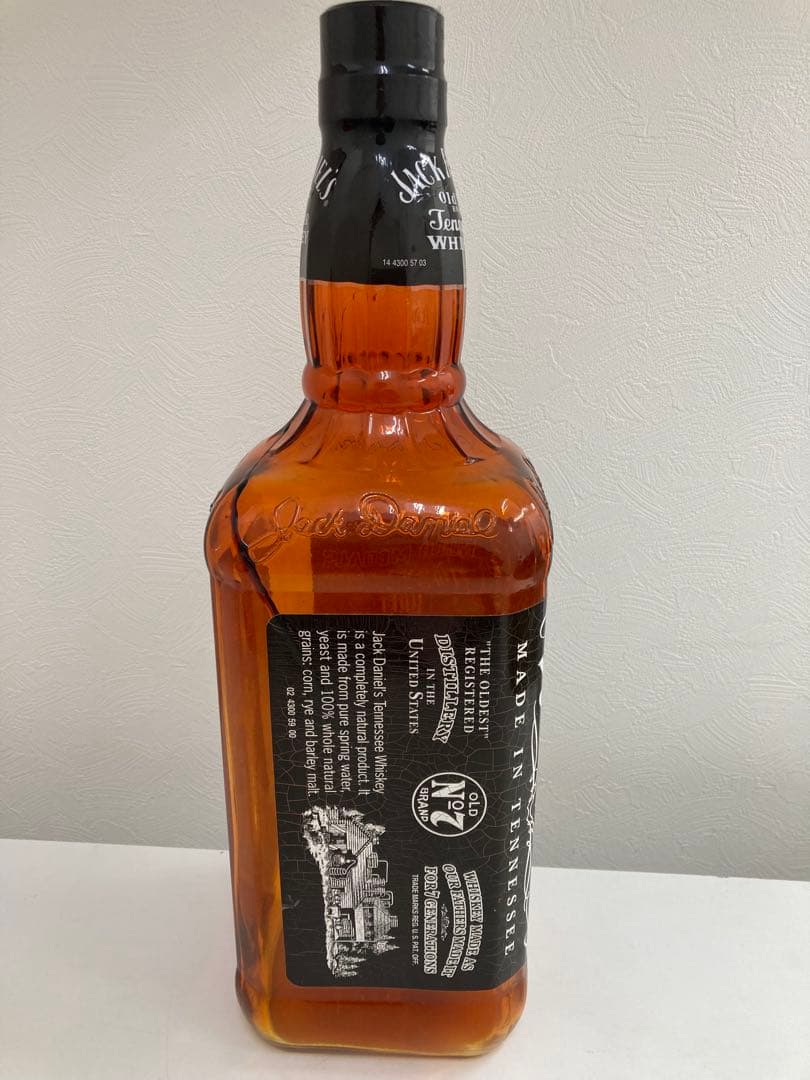 EL'S
JACK
Old
Tenn
WHI
14 4300 57 03
Jack Daniel
MADE IN TENNESSEE
"THE OLDEST"
REGISTERED
DISTILLERY
IN THE
UNITED STATES
OLD
No7
BRAND
WHISKEY MADE AS
OUR FATHERS MADE IT
FOR 7 GENERATIONS
TRADE MARKS REG. U.S. PAT. OFF.
Jack Daniel's Tennessee Whiskey
is a completely natural product. It
is made from pure spring water,
yeast and 100% whole natural
grains: corn, rye and barley malt.
02 4300 59 00